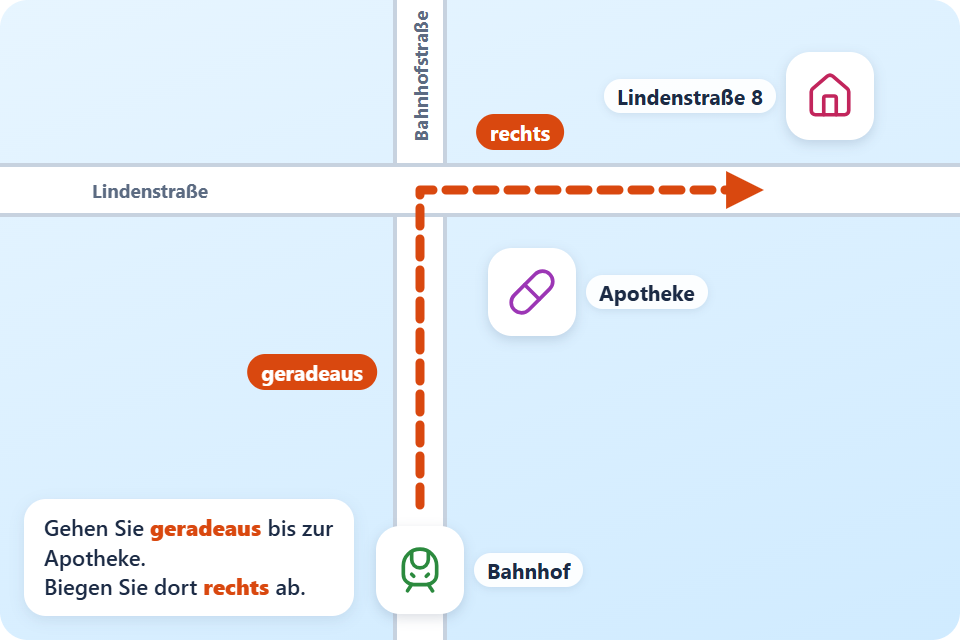 Bahnhofstraße
Lindenstraße 8
rechts
Lindenstraße
Apotheke
geradeaus
Gehen Sie geradeaus bis zur
Apotheke.
Biegen Sie dort rechts ab.
Bahnhof